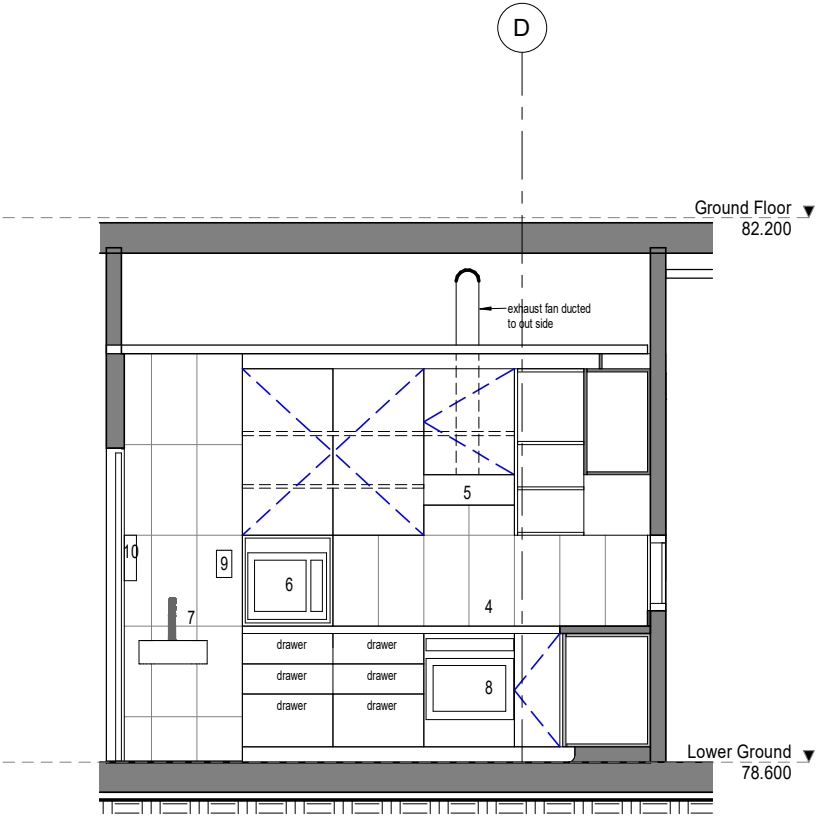 D
Ground Floor
82.200
exhaust fan ducted
to out side
5
10
9
6
4
7
drawer
drawer
drawer
drawer
8
drawer
drawer
Lower Ground
78.600